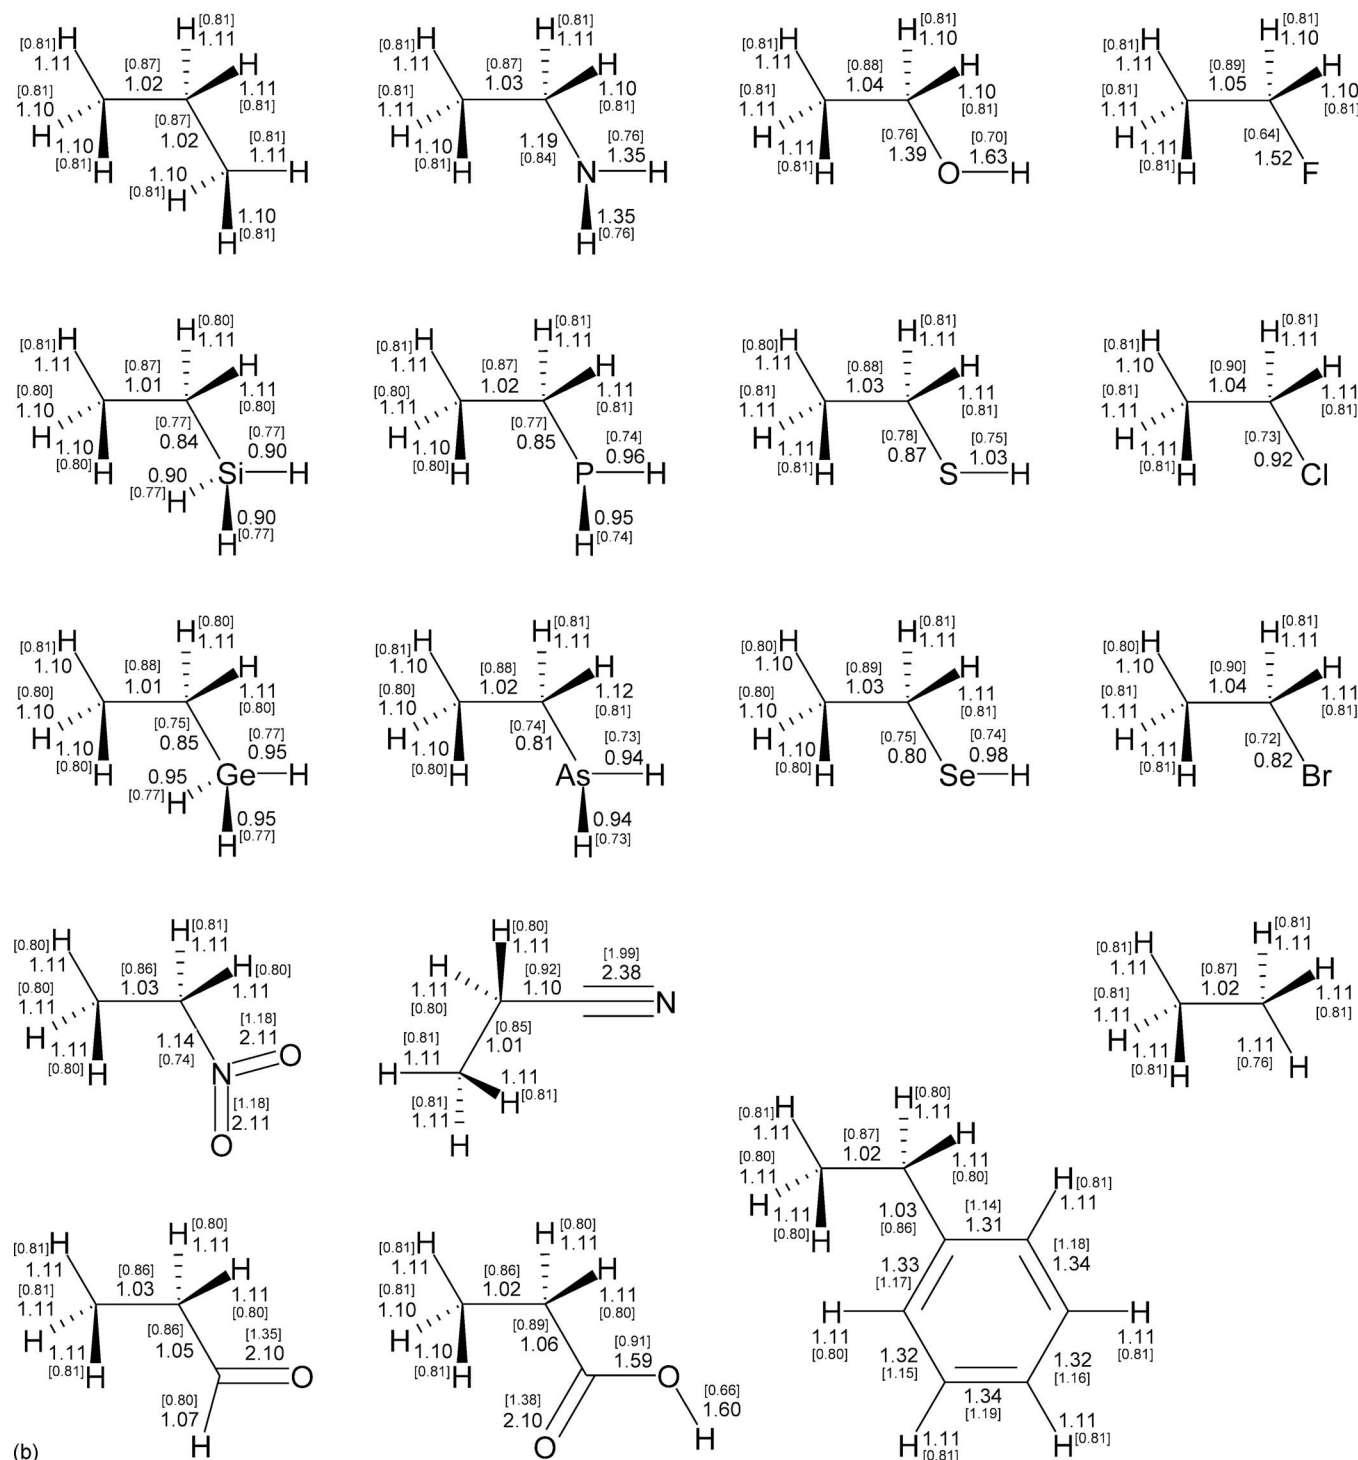 H [0.81] H [0.81] 1.11 1.11 [0.87] 1.02 H 1.11 [0.81] [0.81] 1.10 H 1.10 [0.81] H [0.87] 1.02 [0.81] 1.11 H 1.10 [0.81] H 1.10 H [0.81]
[0.81] H 1.11 H [0.81] 1.11 [0.87] 1.03 H 1.10 [0.81] [0.81] 1.11 H 1.10 [0.81] H 1.19 [0.84] N [0.76] 1.35 H 1.35 H [0.76]
[0.81] H 1.11 H [0.81] 1.10 [0.88] 1.04 H 1.10 [0.81] [0.81] 1.11 H 1.11 [0.81] H [0.76] 1.39 O [0.70] 1.63 H
[0.81] H 1.11 H [0.81] 1.10 [0.89] 1.05 H 1.10 [0.81] [0.81] 1.11 H 1.11 [0.81] H [0.64] 1.52 F
[0.81] H 1.11 H [0.80] 1.11 [0.87] 1.01 H 1.11 [0.80] [0.80] 1.10 H 1.10 [0.80] H [0.77] 0.84 Si [0.77] 0.90 H 0.90 [0.77] H 0.90 H [0.77]
[0.81] H 1.11 H [0.81] 1.11 [0.87] 1.02 H 1.11 [0.81] [0.80] 1.11 H 1.10 [0.80] H [0.77] 0.85 P [0.74] 0.96 H 0.95 H [0.74]
[0.80] H 1.11 H [0.81] 1.11 [0.88] 1.03 H 1.11 [0.81] [0.81] 1.11 H 1.11 [0.81] H [0.78] 0.87 S [0.75] 1.03 H
[0.81] H 1.10 H [0.81] 1.11 [0.90] 1.04 H 1.11 [0.81] [0.81] 1.11 H 1.11 [0.81] H [0.73] 0.92 Cl
[0.81] H 1.10 H [0.80] 1.11 [0.88] 1.01 H 1.11 [0.80] [0.80] 1.10 H 1.10 [0.80] H [0.75] 0.85 Ge [0.77] 0.95 H 0.95 [0.77] H 0.95 H [0.77]
[0.81] H 1.10 H [0.81] 1.11 [0.88] 1.02 H 1.12 [0.81] [0.80] 1.10 H 1.10 [0.80] H [0.74] 0.81 As [0.73] 0.94 H 0.94 H [0.73]
[0.80] H 1.10 H [0.81] 1.11 [0.89] 1.03 H 1.11 [0.81] [0.80] 1.10 H 1.10 [0.80] H [0.75] 0.80 Se [0.74] 0.98 H
[0.80] H 1.10 H [0.81] 1.11 [0.90] 1.04 H 1.11 [0.81] [0.81] 1.11 H 1.11 [0.81] H [0.72] 0.82 Br
[0.80] H 1.11 H [0.81] 1.11 [0.86] 1.03 H [0.80] 1.11 [0.80] 1.11 H 1.11 [0.80] H 1.14 [0.74] N [1.18] 2.11 O [1.18] 2.11 O
H [0.80] 1.11 H 1.11 [0.80] [0.92] 1.10 [1.99] 2.38 N [0.85] 1.01 [0.81] 1.11 H 1.11 H [0.81] [0.81] 1.11 H
[0.81] H 1.11 H [0.81] 1.11 [0.87] 1.02 H 1.11 [0.81] [0.81] 1.11 H 1.11 [0.81] H 1.11 [0.76] H
[0.81] H 1.11 H [0.80] 1.11 [0.87] 1.02 H 1.11 [0.80] [0.80] 1.11 H 1.11 [0.80] H 1.03 [0.86] [1.14] 1.31 H [0.81] 1.11 [1.18] 1.34 1.33 [1.17] H 1.11 [0.80] H 1.11 [0.81] 1.32 [1.15] 1.32 [1.16] 1.34 [1.19] H 1.11 [0.81] 1.11 H [0.81]
[0.81] H 1.11 H [0.80] 1.11 [0.86] 1.03 H 1.11 [0.80] [0.81] 1.11 H 1.11 [0.81] H [0.86] 1.05 [1.35] 2.10 O [0.80] 1.07 H
[0.81] H 1.11 H [0.80] 1.11 [0.86] 1.02 H 1.11 [0.80] [0.81] 1.10 H 1.10 [0.81] H [0.89] 1.06 [0.91] 1.59 O [0.66] 1.60 H [1.38] 2.10 O
(b)